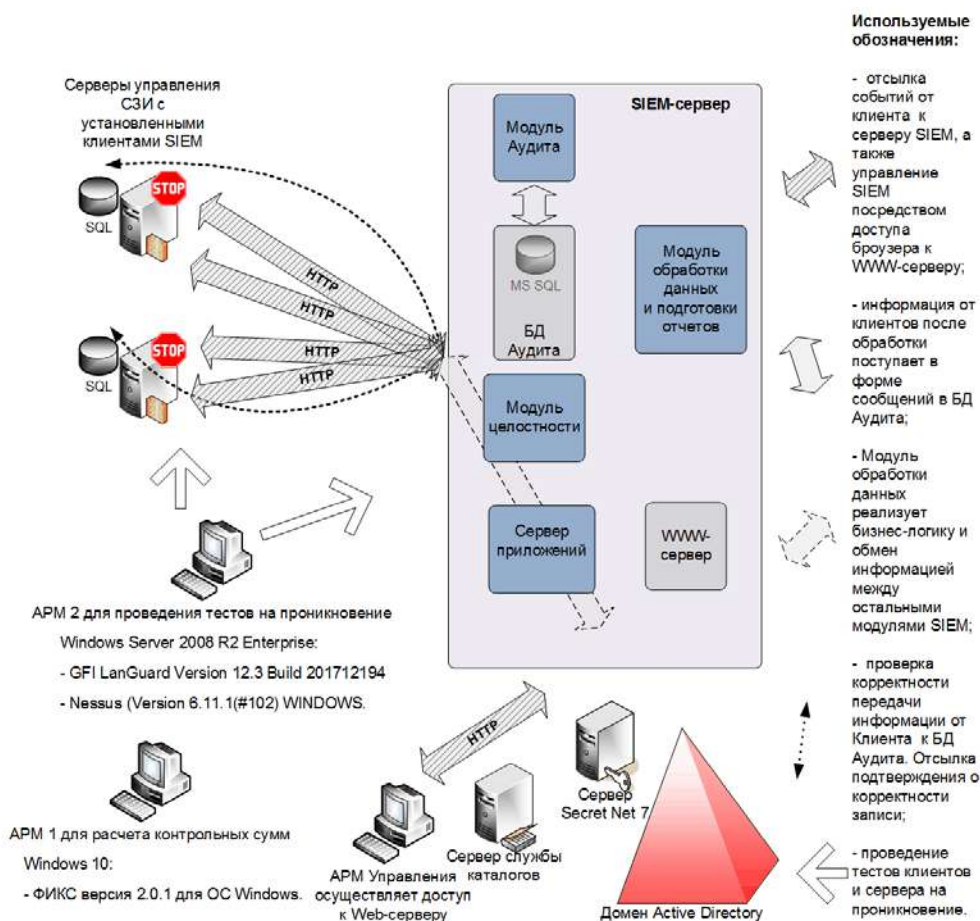 Серверы управления
СЗИ с
установленными
клиентами SIEM
STOP
SQL
STOP
SQL
HTTP
HTTP
HTTP
HTTP
SIEM-сервер
Модуль
Аудита
MS SQL
БД
Аудита
Модуль
обработки
данных
и подготовки
отчетов
Модуль
целостности
Сервер
приложений
WWW-
сервер
АРМ 2 для проведения тестов на проникновение
Windows Server 2008 R2 Enterprise:
- GFI LanGuard Version 12.3 Build 201712194
- Nessus (Version 6.11.1(#102) WINDOWS.
АРМ 1 для расчета контрольных сумм
Windows 10:
- ФИКС версия 2.0.1 для ОС Windows.
HTTP
АРМ Управления
осуществляет доступ
к Web-серверу
Сервер службы
каталогов
Сервер
Secret Net 7
Домен Active Directory
Используемые
обозначения:
- отсылка
событий от
клиента к
серверу SIEM, а
также
управление
SIEM
посредством
доступа
броузера к
WWW-серверу;
- информация от
клиентов после
обработки
поступает в
форме
сообщений в БД
Аудита;
- Модуль
обработки
данных
реализует
бизнес-логику и
обмен
информацией
между
остальными
модулями SIEM;
- проверка
корректности
передачи
информации от
Клиента к БД
Аудита. Отсылка
подтверждения о
корректности
записи;
- проведение
тестов клиентов
и сервера на
проникновение.